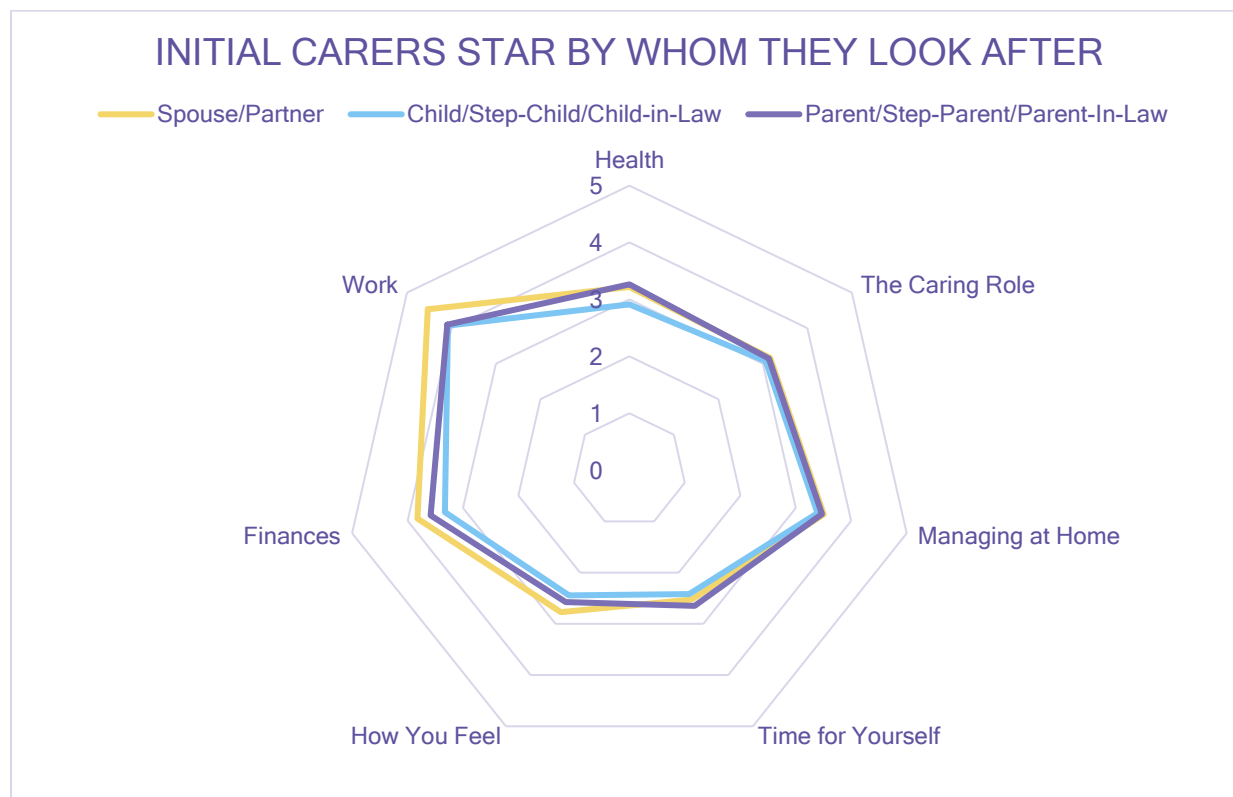 INITIAL CARERS STAR BY WHOM THEY LOOK AFTER
Spouse/Partner Child/Step-Child/Child-in-Law Parent/Step-Parent/Parent-In-Law
Health
5
4
Work The Caring Role
3
2
1
0
Finances Managing at Home
How You Feel Time for Yourself